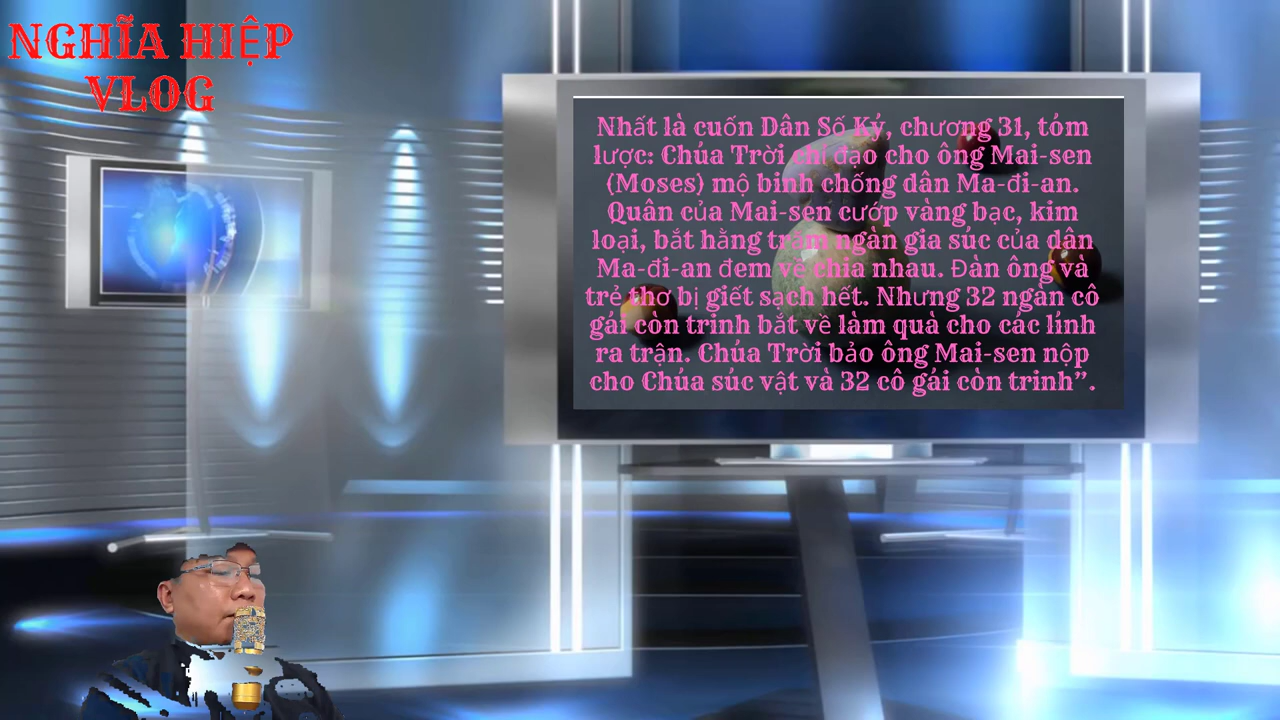 NGHĨA HIỆP
VLOG
Nhất là cuốn Dân Số Ký, chương 31, tóm
lược: Chúa Trời chỉ đạo cho ông Mai-sen
(Moses) mộ binh chống dân Ma-đi-an.
Quân của Mai-sen cướp vàng bạc, kim
loại, bắt hằng trăm ngàn gia súc của dân
Ma-đi-an đem về chia nhau. Đàn ông và
trẻ thơ bị giết sạch hết. Nhưng 32 ngàn cô
gái còn trinh bắt về làm quà cho các lính
ra trận. Chúa Trời bảo ông Mai-sen nộp
cho Chúa súc vật và 32 cô gái còn trinh”.